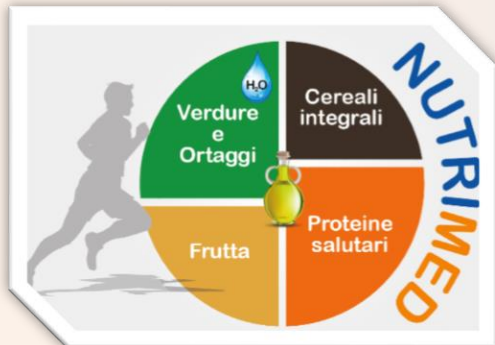 H₂O
Verdure
e
Ortaggi
Cereali
integrali
Frutta
Proteine
salutari
NUTRIMED